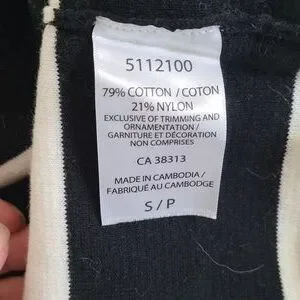 5112100
79% COTTON / COTON
21% NYLON
EXCLUSIVE OF TRIMMING AND
ORNAMENTATION /
GARNITURE ET DÉCORATION
NON COMPRISES
CA 38313
MADE IN CAMBODIA /
FABRIQUÉ AU CAMBODGE
S / P